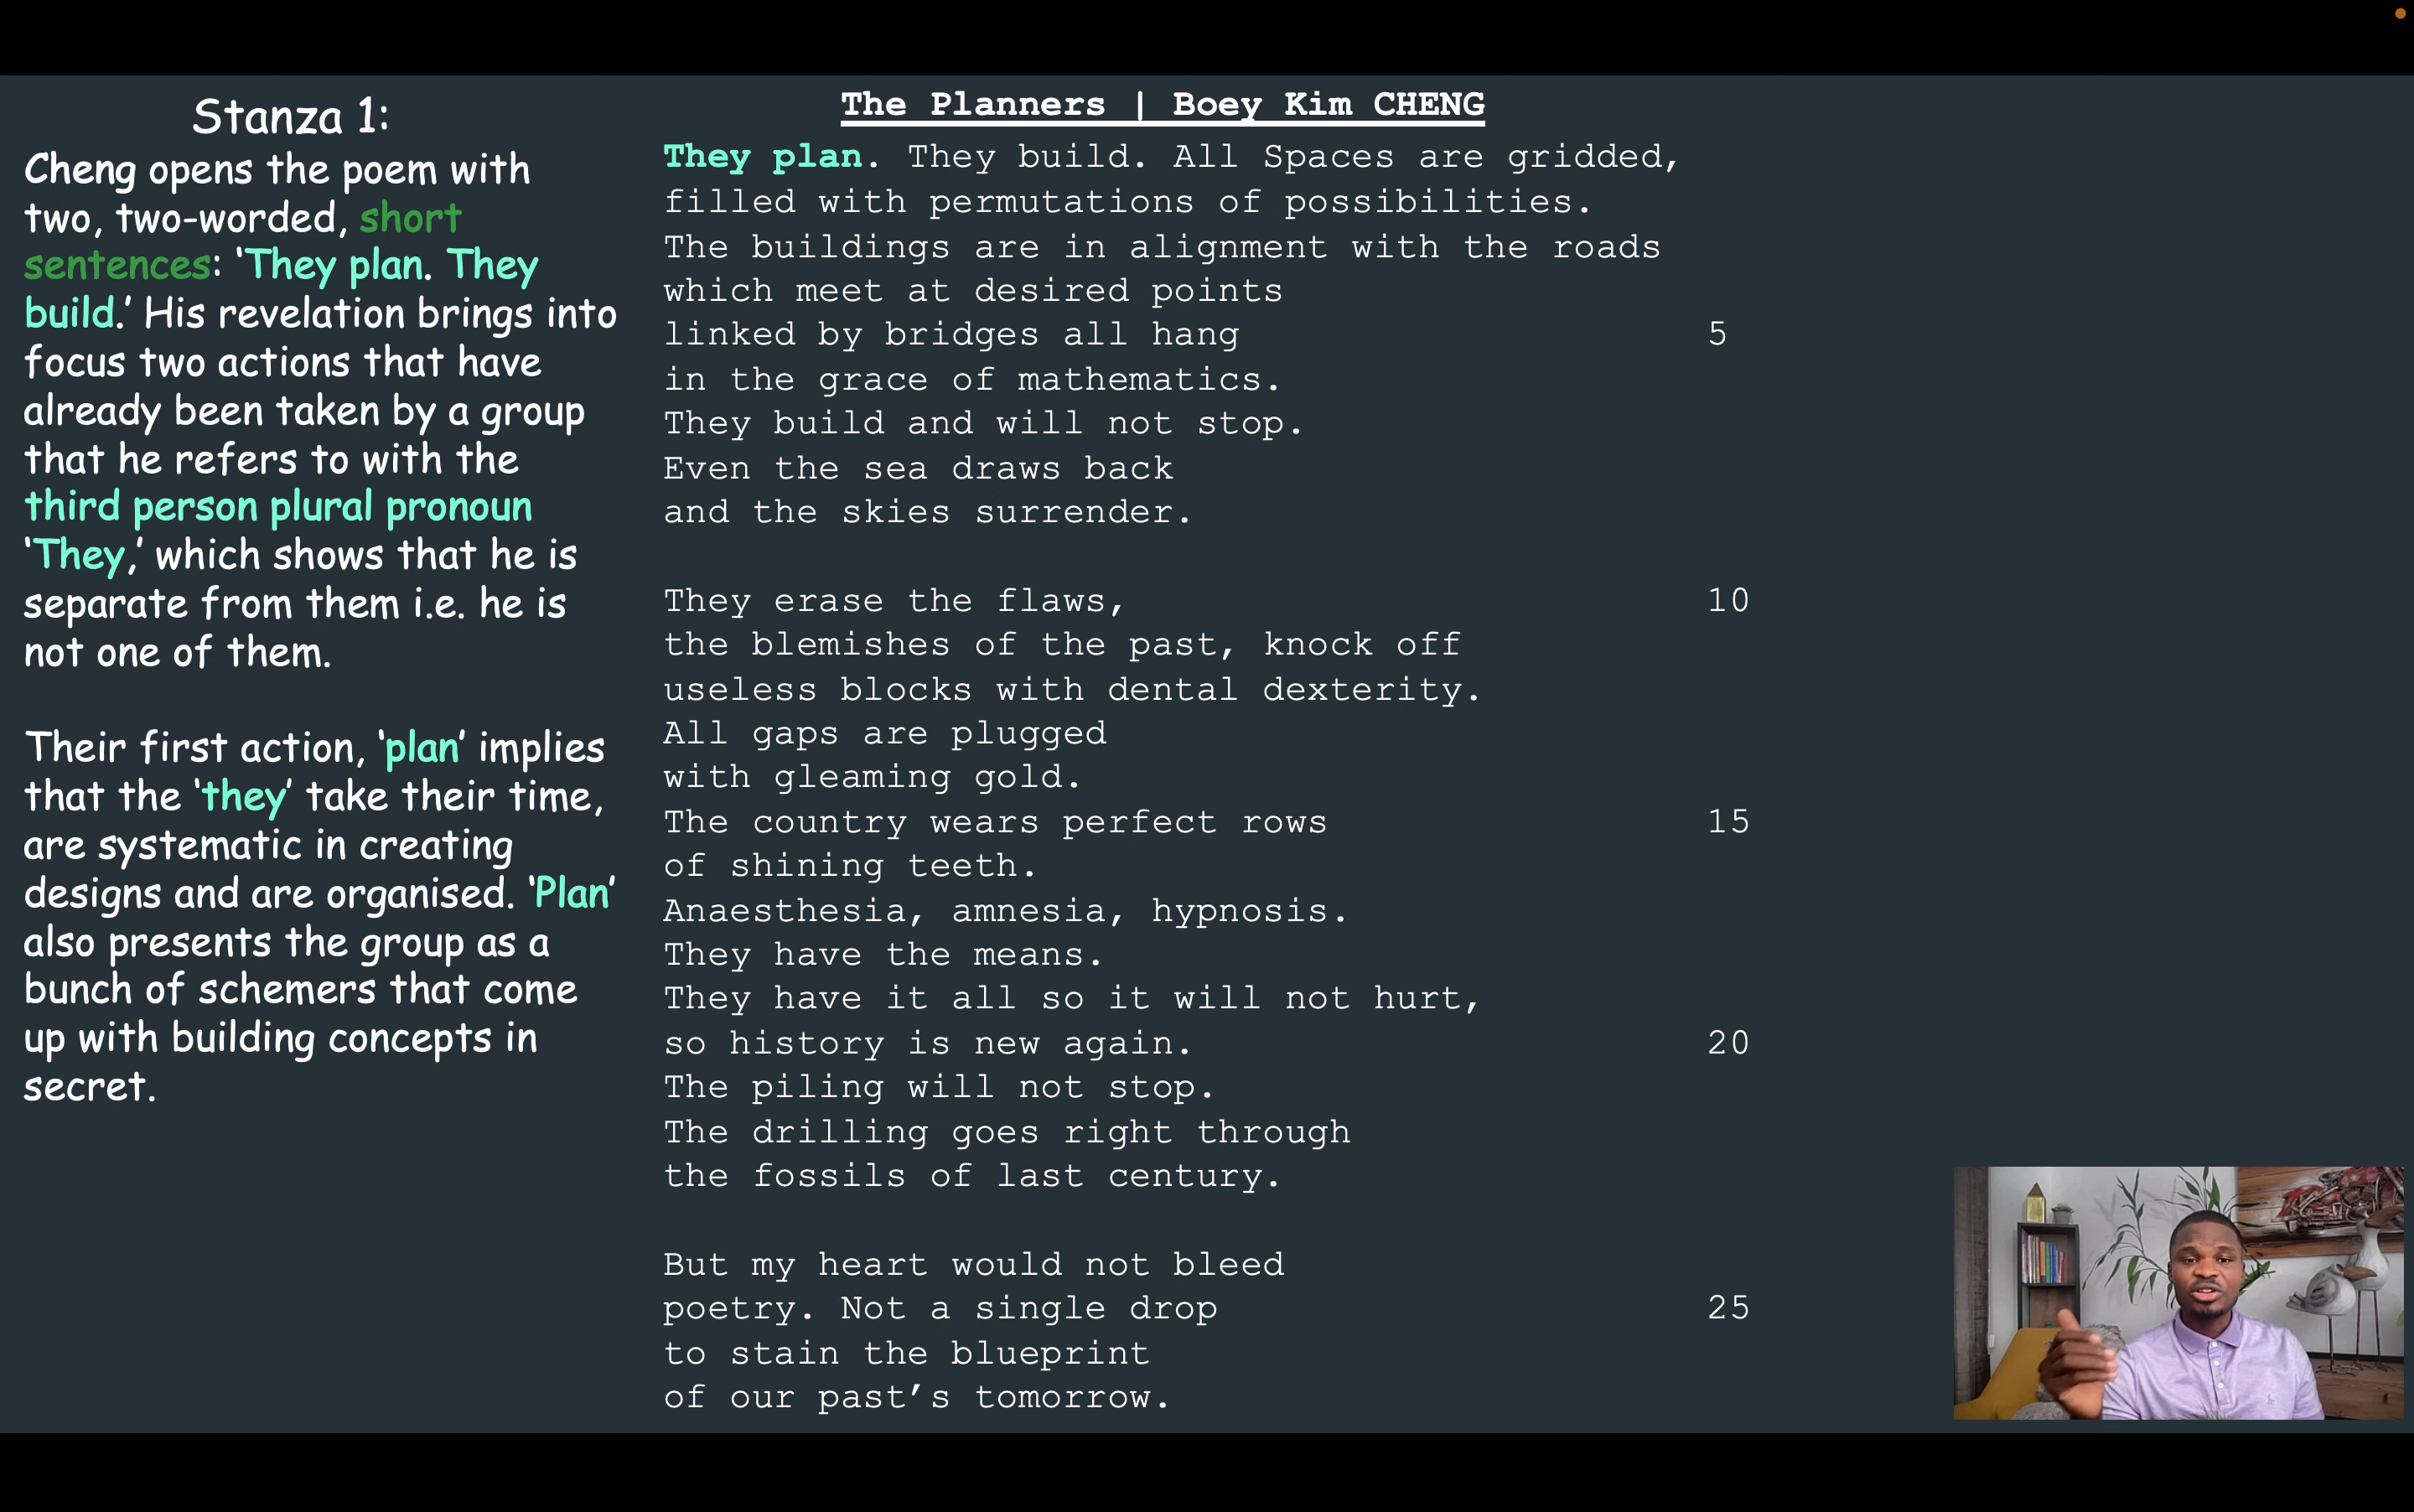 Stanza 1:
Cheng opens the poem with
two, two-worded, short
sentences: ‘They plan. They
build.’ His revelation brings into
focus two actions that have
already been taken by a group
that he refers to with the
third person plural pronoun
‘They,’ which shows that he is
separate from them i.e. he is
not one of them.
Their first action, ‘plan’ implies
that the ‘they’ take their time,
are systematic in creating
designs and are organised. ‘Plan’
also presents the group as a
bunch of schemers that come
up with building concepts in
secret.
The Planners | Boey Kim CHENG
They plan. They build. All Spaces are gridded,
filled with permutations of possibilities.
The buildings are in alignment with the roads
which meet at desired points
linked by bridges all hang 5
in the grace of mathematics.
They build and will not stop.
Even the sea draws back
and the skies surrender.
They erase the flaws, 10
the blemishes of the past, knock off
useless blocks with dental dexterity.
All gaps are plugged
with gleaming gold.
The country wears perfect rows 15
of shining teeth.
Anaesthesia, amnesia, hypnosis.
They have the means.
They have it all so it will not hurt,
so history is new again. 20
The piling will not stop.
The drilling goes right through
the fossils of last century.
But my heart would not bleed
poetry. Not a single drop 25
to stain the blueprint
of our past’s tomorrow.